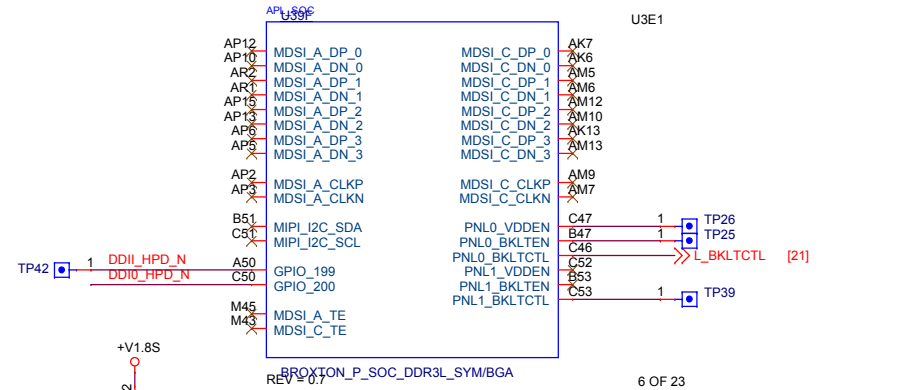 APL_SOC
U39F
U3E1
AP12 MDSI_A_DP_0 MDSI_C_DP_0 AK7
AP10 MDSI_A_DN_0 MDSI_C_DN_0 AK6
AR2 MDSI_A_DP_1 MDSI_C_DP_1 AM5
AR1 MDSI_A_DN_1 MDSI_C_DN_1 AM6
AP15 MDSI_A_DP_2 MDSI_C_DP_2 AM12
AP13 MDSI_A_DN_2 MDSI_C_DN_2 AM10
AP6 MDSI_A_DP_3 MDSI_C_DP_3 AK13
AP5 MDSI_A_DN_3 MDSI_C_DN_3 AM13
AP2 MDSI_A_CLKP MDSI_C_CLKP AM9
AP3 MDSI_A_CLKN MDSI_C_CLKN AM7
B51 MIPI_I2C_SDA PNL0_VDDEN C47 1 TP26
C51 MIPI_I2C_SCL PNL0_BKLTEN B47 1 TP25
PNL0_BKLTCTL C46 L_BKLTCTL [21]
TP42 1 DDI1_HPD_N A50 GPIO_199 PNL1_VDDEN C52
DDI0_HPD_N C50 GPIO_200 PNL1_BKLTEN B53
PNL1_BKLTCTL C53 1 TP39
M45 MDSI_A_TE
M43 MDSI_C_TE
+V1.8S
2
BROXTON_P_SOC_DDR3L_SYM/BGA
REV = 0.7
6 OF 23